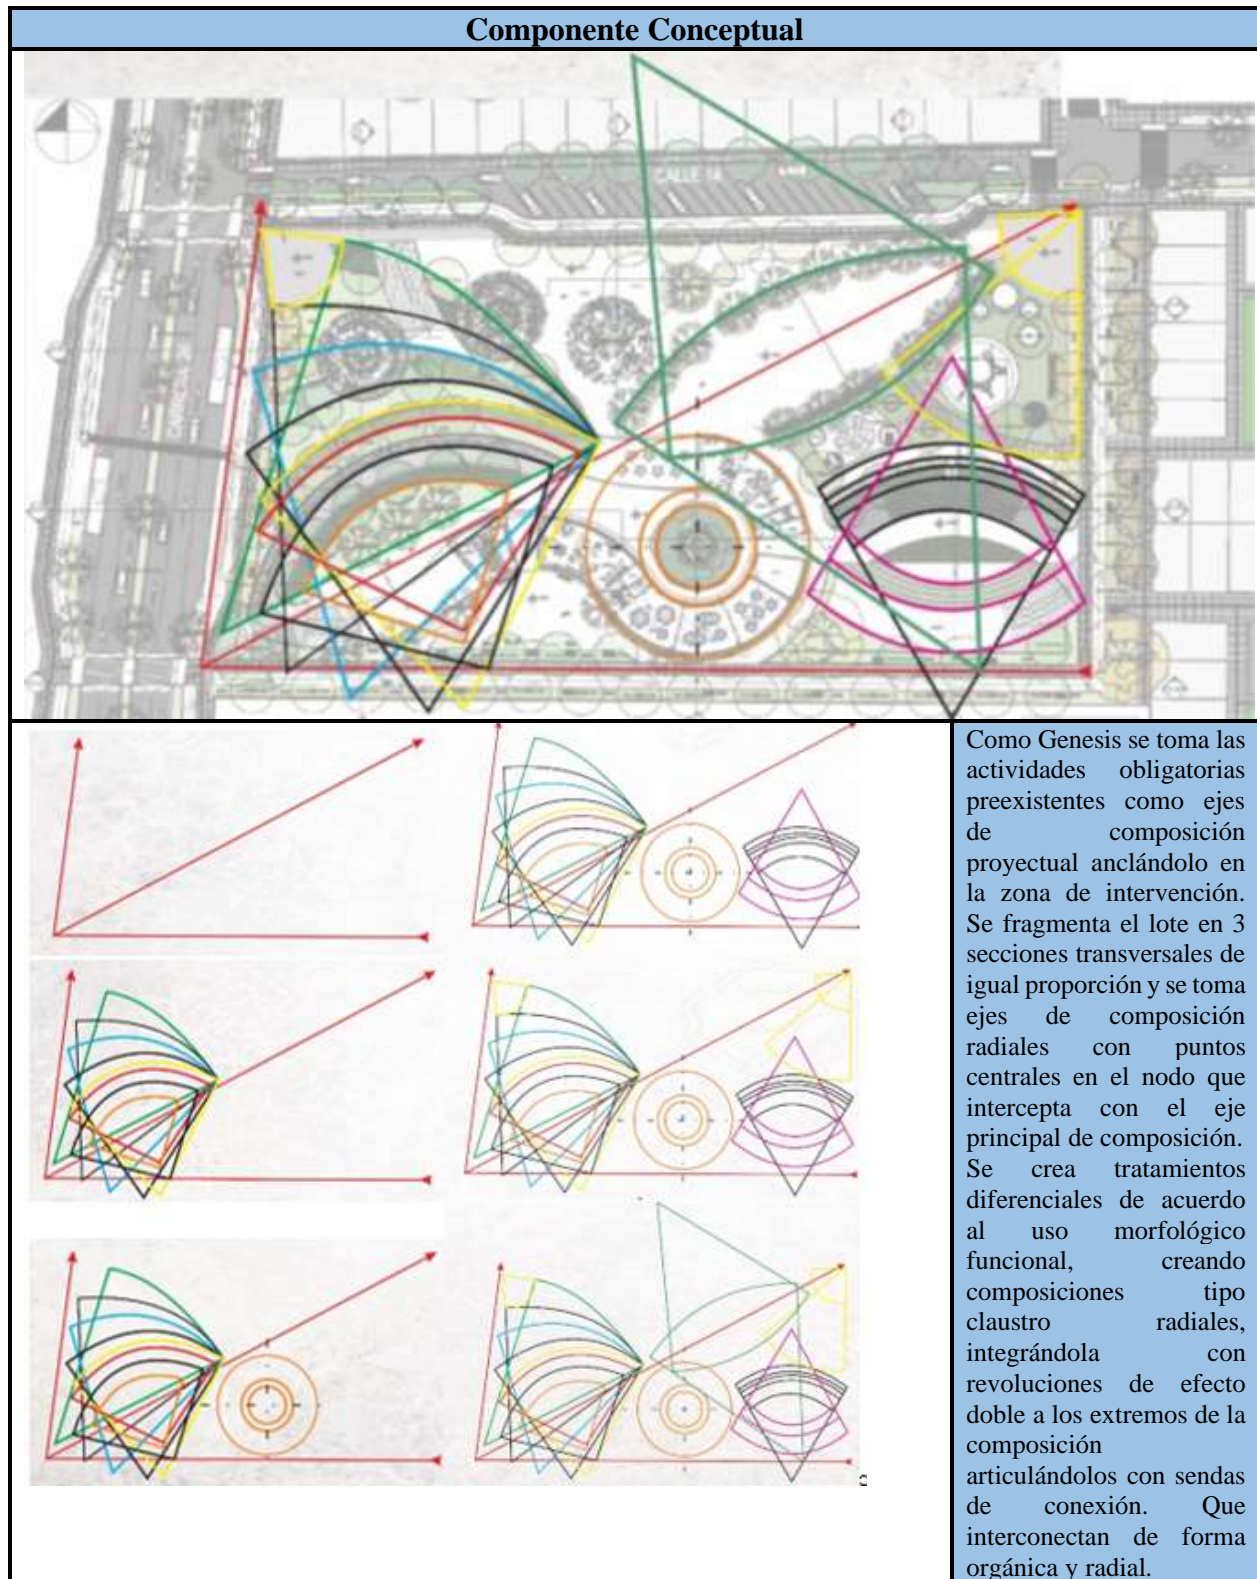 Componente Conceptual
CALLE 14
Como Genesis se toma las
actividades obligatorias
preexistentes como ejes
de composición
proyectual anclándolo en
la zona de intervención.
Se fragmenta el lote en 3
secciones transversales de
igual proporción y se toma
ejes de composición
radiales con puntos
centrales en el nodo que
intercepta con el eje
principal de composición.
Se crea tratamientos
diferenciales de acuerdo
al uso morfológico
funcional, creando
composiciones tipo
claustro radiales,
integrándola con
revoluciones de efecto
doble a los extremos de la
composición
articulándolos con sendas
de conexión. Que
interconectan de forma
orgánica y radial.